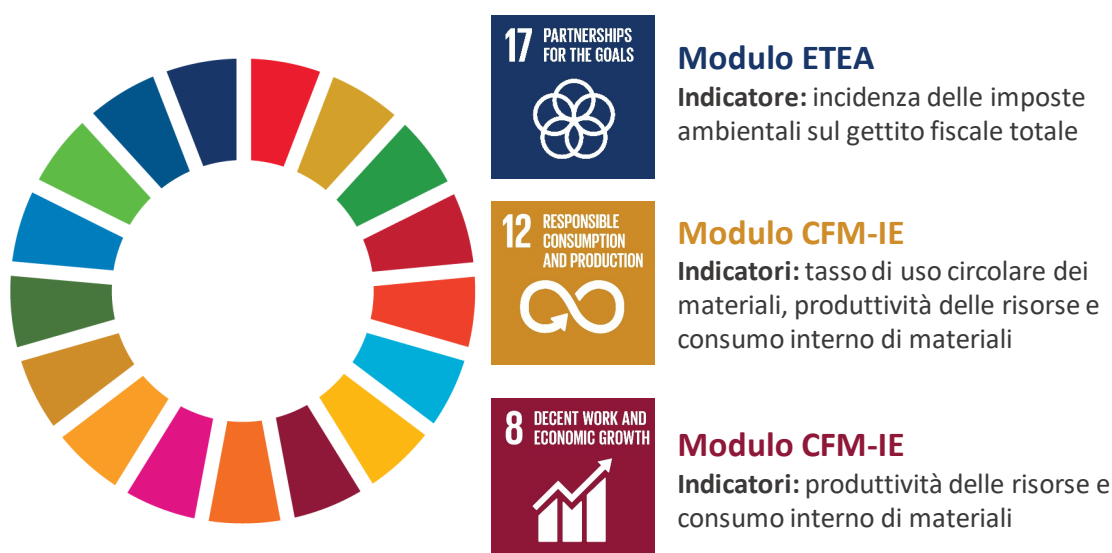 17 PARTNERSHIPS
FOR THE GOALS
Modulo ETEA
Indicatore: incidenza delle imposte
ambientali sul gettito fiscale totale
12 RESPONSIBLE
CONSUMPTION
AND PRODUCTION
Modulo CFM-IE
Indicatori: tasso di uso circolare dei
materiali, produttività delle risorse e
consumo interno di materiali
8 DECENT WORK AND
ECONOMIC GROWTH
Modulo CFM-IE
Indicatori: produttività delle risorse e
consumo interno di materiali